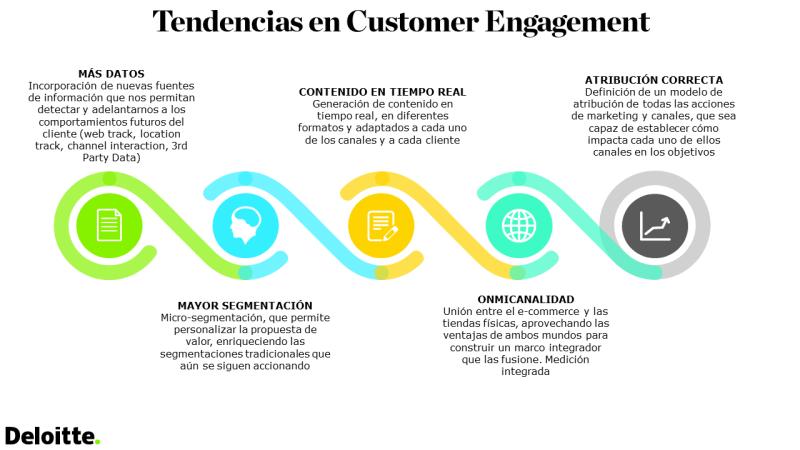 Tendencias en Customer Engagement
MÁS DATOS
Incorporación de nuevas fuentes
de información que nos permitan
detectar y adelantarnos a los
comportamientos futuros del
cliente (web track, location
track, channel interaction, 3rd
Party Data)
CONTENIDO EN TIEMPO REAL
Generación de contenido en
tiempo real, en diferentes
formatos y adaptados a cada uno
de los canales y a cada cliente
ATRIBUCIÓN CORRECTA
Definición de un modelo de
atribución de todas las acciones
de marketing y canales, que sea
capaz de establecer cómo
impacta cada uno de ellos
canales en los objetivos
MAYOR SEGMENTACIÓN
Micro-segmentación, que permite
personalizar la propuesta de
valor, enriqueciendo las
segmentaciones tradicionales que
aún se siguen accionando
ONMICANALIDAD
Unión entre el e-commerce y las
tiendas físicas, aprovechando las
ventajas de ambos mundos para
construir un marco integrador
que las fusione. Medición
integrada
Deloitte.